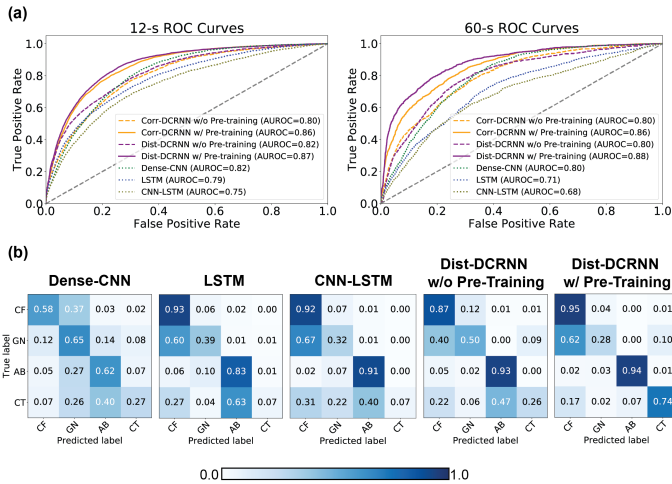 (a)
12-s ROC Curves
60-s ROC Curves
True Positive Rate
1.0
0.8
0.6
0.4
0.2
0.0
Corr-DCRNN w/o Pre-training (AUROC=0.80)
Corr-DCRNN w/ Pre-training (AUROC=0.86)
Dist-DCRNN w/o Pre-training (AUROC=0.82)
Dist-DCRNN w/ Pre-training (AUROC=0.87)
Dense-CNN (AUROC=0.82)
LSTM (AUROC=0.79)
CNN-LSTM (AUROC=0.75)
0.0 0.2 0.4 0.6 0.8 1.0
False Positive Rate
True Positive Rate
1.0
0.8
0.6
0.4
0.2
0.0
Corr-DCRNN w/o Pre-training (AUROC=0.80)
Corr-DCRNN w/ Pre-training (AUROC=0.86)
Dist-DCRNN w/o Pre-training (AUROC=0.80)
Dist-DCRNN w/ Pre-training (AUROC=0.88)
Dense-CNN (AUROC=0.80)
LSTM (AUROC=0.71)
CNN-LSTM (AUROC=0.68)
0.0 0.2 0.4 0.6 0.8 1.0
False Positive Rate
(b)
Dense-CNN
True label
CF 0.58 0.37 0.03 0.02
GN 0.12 0.65 0.14 0.08
AB 0.05 0.27 0.62 0.07
CT 0.07 0.26 0.40 0.27
CF GN AB CT
Predicted label
LSTM
0.93 0.06 0.02 0.00
0.60 0.39 0.01 0.01
0.06 0.10 0.83 0.01
0.27 0.04 0.63 0.07
CF GN AB CT
Predicted label
CNN-LSTM
0.92 0.07 0.01 0.00
0.67 0.32 0.01 0.01
0.05 0.02 0.91 0.01
0.31 0.22 0.40 0.07
CF GN AB CT
Predicted label
Dist-DCRNN
w/o Pre-Training
0.87 0.12 0.01 0.01
0.40 0.50 0.01 0.09
0.05 0.02 0.93 0.01
0.22 0.06 0.47 0.26
CF GN AB CT
Predicted label
Dist-DCRNN
w/ Pre-Training
0.95 0.04 0.00 0.01
0.62 0.28 0.00 0.10
0.03 0.02 0.94 0.01
0.17 0.02 0.07 0.74
CF GN AB CT
Predicted label
0.0 1.0